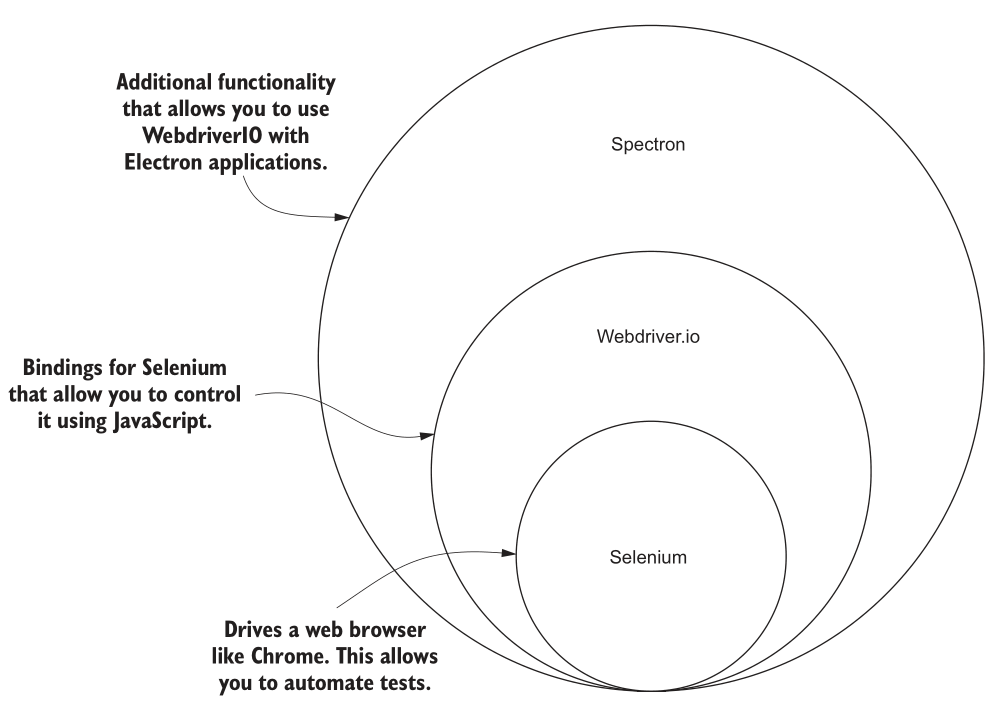 Additional functionality
that allows you to use
WebdriverIO with
Electron applications.
Spectron
Webdriver.io
Bindings for Selenium
that allow you to control
it using JavaScript.
Selenium
Drives a web browser
like Chrome. This allows
you to automate tests.